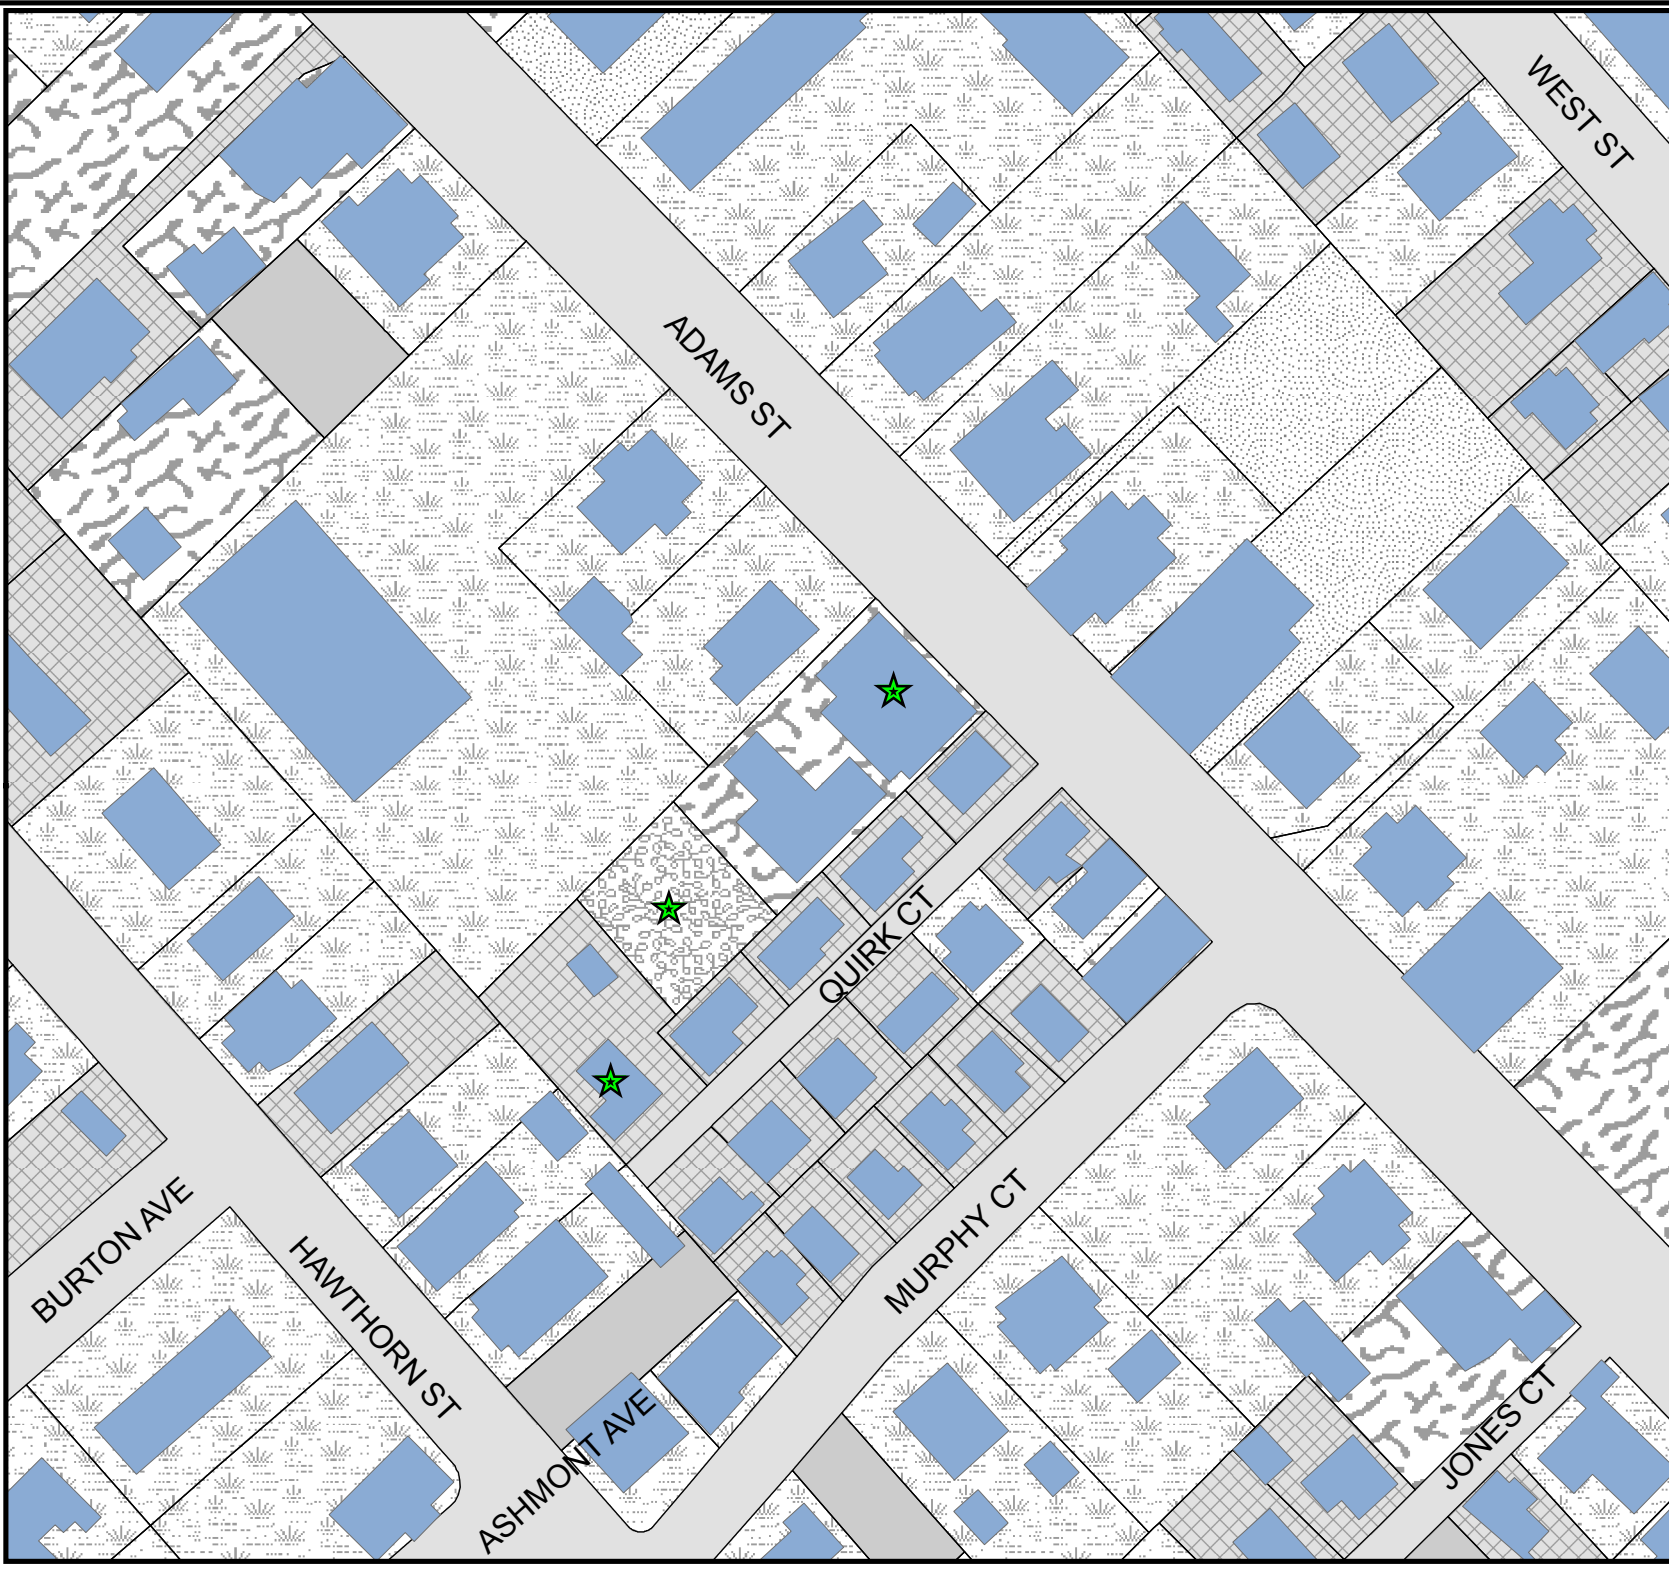 WEST ST
ADAMS ST
QUIRK CT
MURPHY CT
BURTON AVE
HAWTHORN ST
ASHMONT AVE
JONES CT